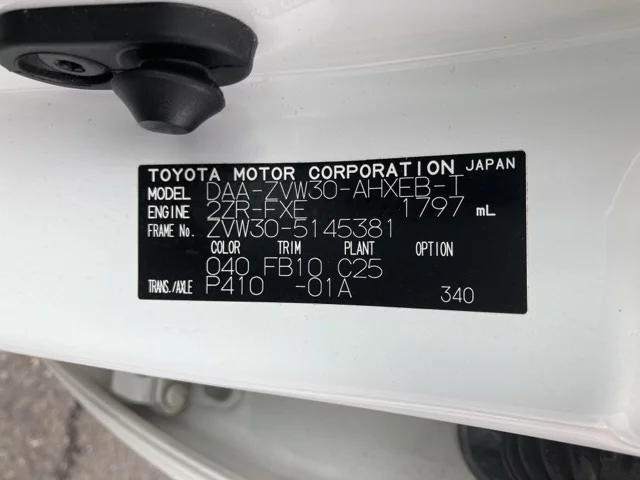 TOYOTA MOTOR CORPORATION JAPAN
MODEL DAA-ZVW30-AHXEB-T
ENGINE 2ZR-FXE 1797 mL
FRAME No. ZVW30-5145381
COLOR TRIM PLANT OPTION
040 FB10 C25
TRANS./AXLE P410 -01A 340